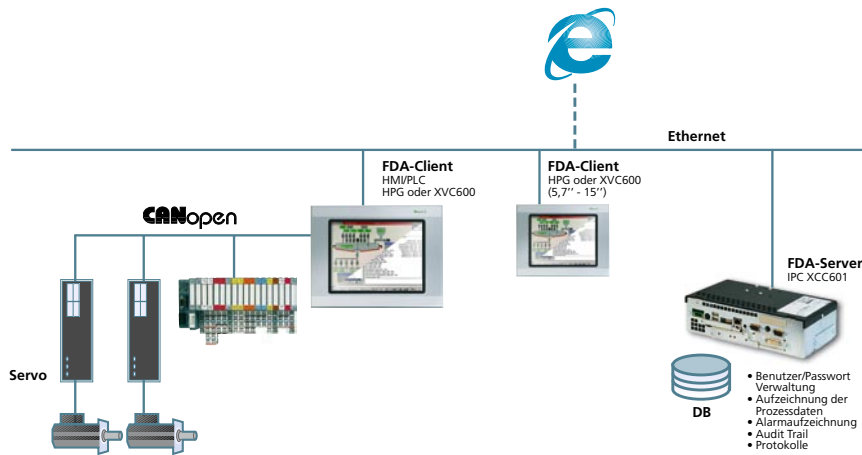 Ethernet
FDA-Client
HMI/PLC
HPG oder XVC600
FDA-Client
HPG oder XVC600
(5,7’’ - 15’’)
CANopen
FDA-Server
IPC XCC601
Servo
DB
• Benutzer/Passwort
Verwaltung
• Aufzeichnung der
Prozessdaten
• Alarmaufzeichnung
• Audit Trail
• Protokolle